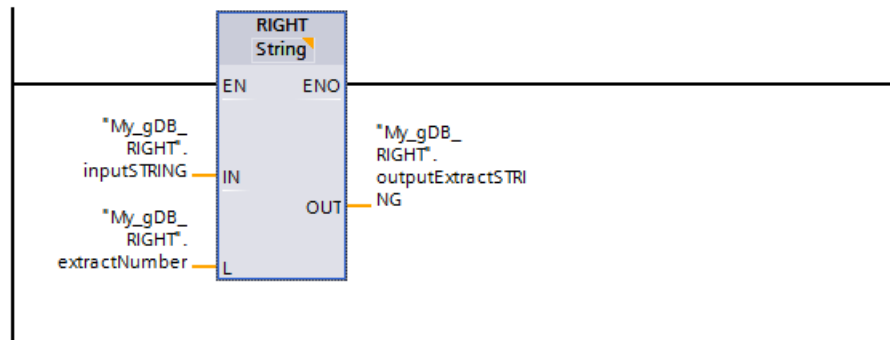 RIGHT
String
EN ENO
"My_gDB_
RIGHT".
inputSTRING
IN
"My_gDB_
RIGHT".
outputExtractSTRI
NG
OUT
"My_gDB_
RIGHT".
extractNumber
L